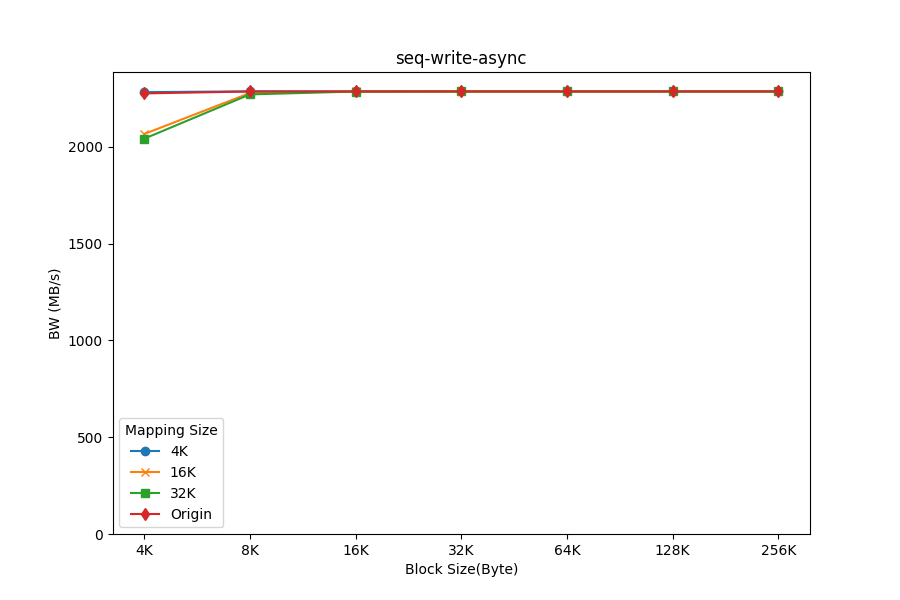 seq-write-async
BW (MB/s)
2000
1500
1000
500
0
Mapping Size
4K
16K
32K
Origin
4K 8K 16K 32K 64K 128K 256K
Block Size(Byte)